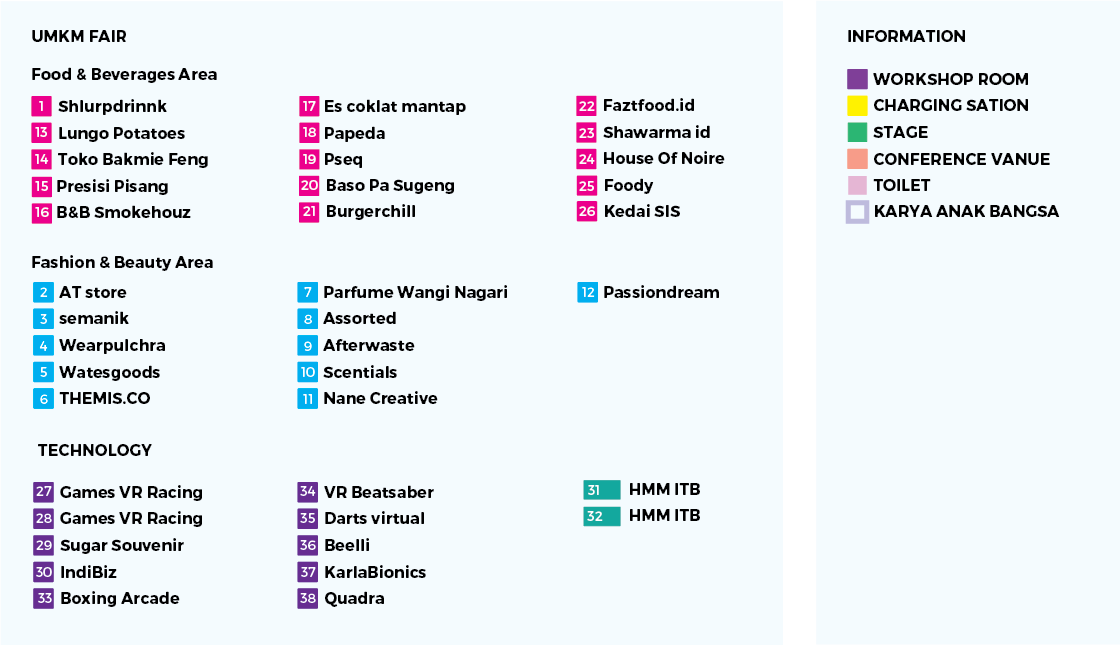 UMKM FAIR
Food & Beverages Area
1 Shlurpdrinnk
13 Lungo Potatoes
14 Toko Bakmie Feng
15 Presisi Pisang
16 B&B Smokehouz
17 Es coklat mantap
18 Papeda
19 Pseq
20 Baso Pa Sugeng
21 Burgerchill
22 Faztfood.id
23 Shawarma id
24 House Of Noire
25 Foody
26 Kedai SIS
Fashion & Beauty Area
2 AT store
3 semanik
4 Wearpulchra
5 Watesgoods
6 THEMIS.CO
7 Parfume Wangi Nagari
8 Assorted
9 Afterwaste
10 Scentials
11 Nane Creative
12 Passiondream
TECHNOLOGY
27 Games VR Racing
28 Games VR Racing
29 Sugar Souvenir
30 IndiBiz
33 Boxing Arcade
34 VR Beatsaber
35 Darts virtual
36 Beelli
37 KarlaBionics
38 Quadra
31 HMM ITB
32 HMM ITB
INFORMATION
WORKSHOP ROOM
CHARGING SATION
STAGE
CONFERENCE VANUE
TOILET
KARYA ANAK BANGSA